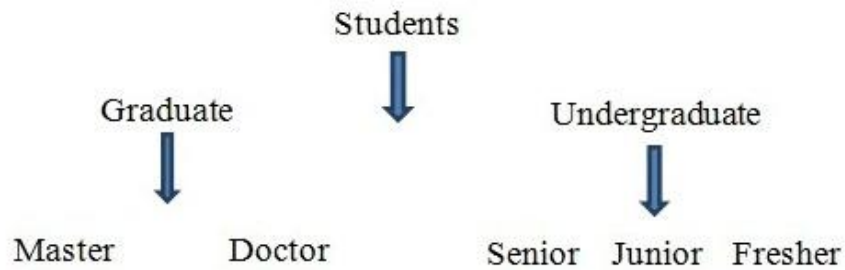 Students
Graduate
Undergraduate
Master Doctor Senior Junior Fresher